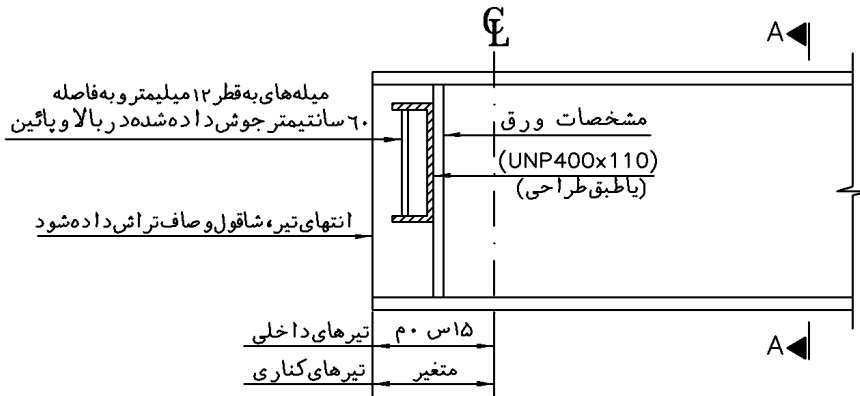 ℄
A
میله‌های به قطر ۱۲ میلیمتر و به فاصله
۶۰ سانتیمتر جوش داده شده در بالا و پائین
مشخصات ورق
(UNP400x110)
(یا طبق طراحی)
انتهای تیر، شاقول و صاف تراش داده شود
تیرهای داخلی
۱۵ س ۰ م
A
تیرهای کناری
متغیر